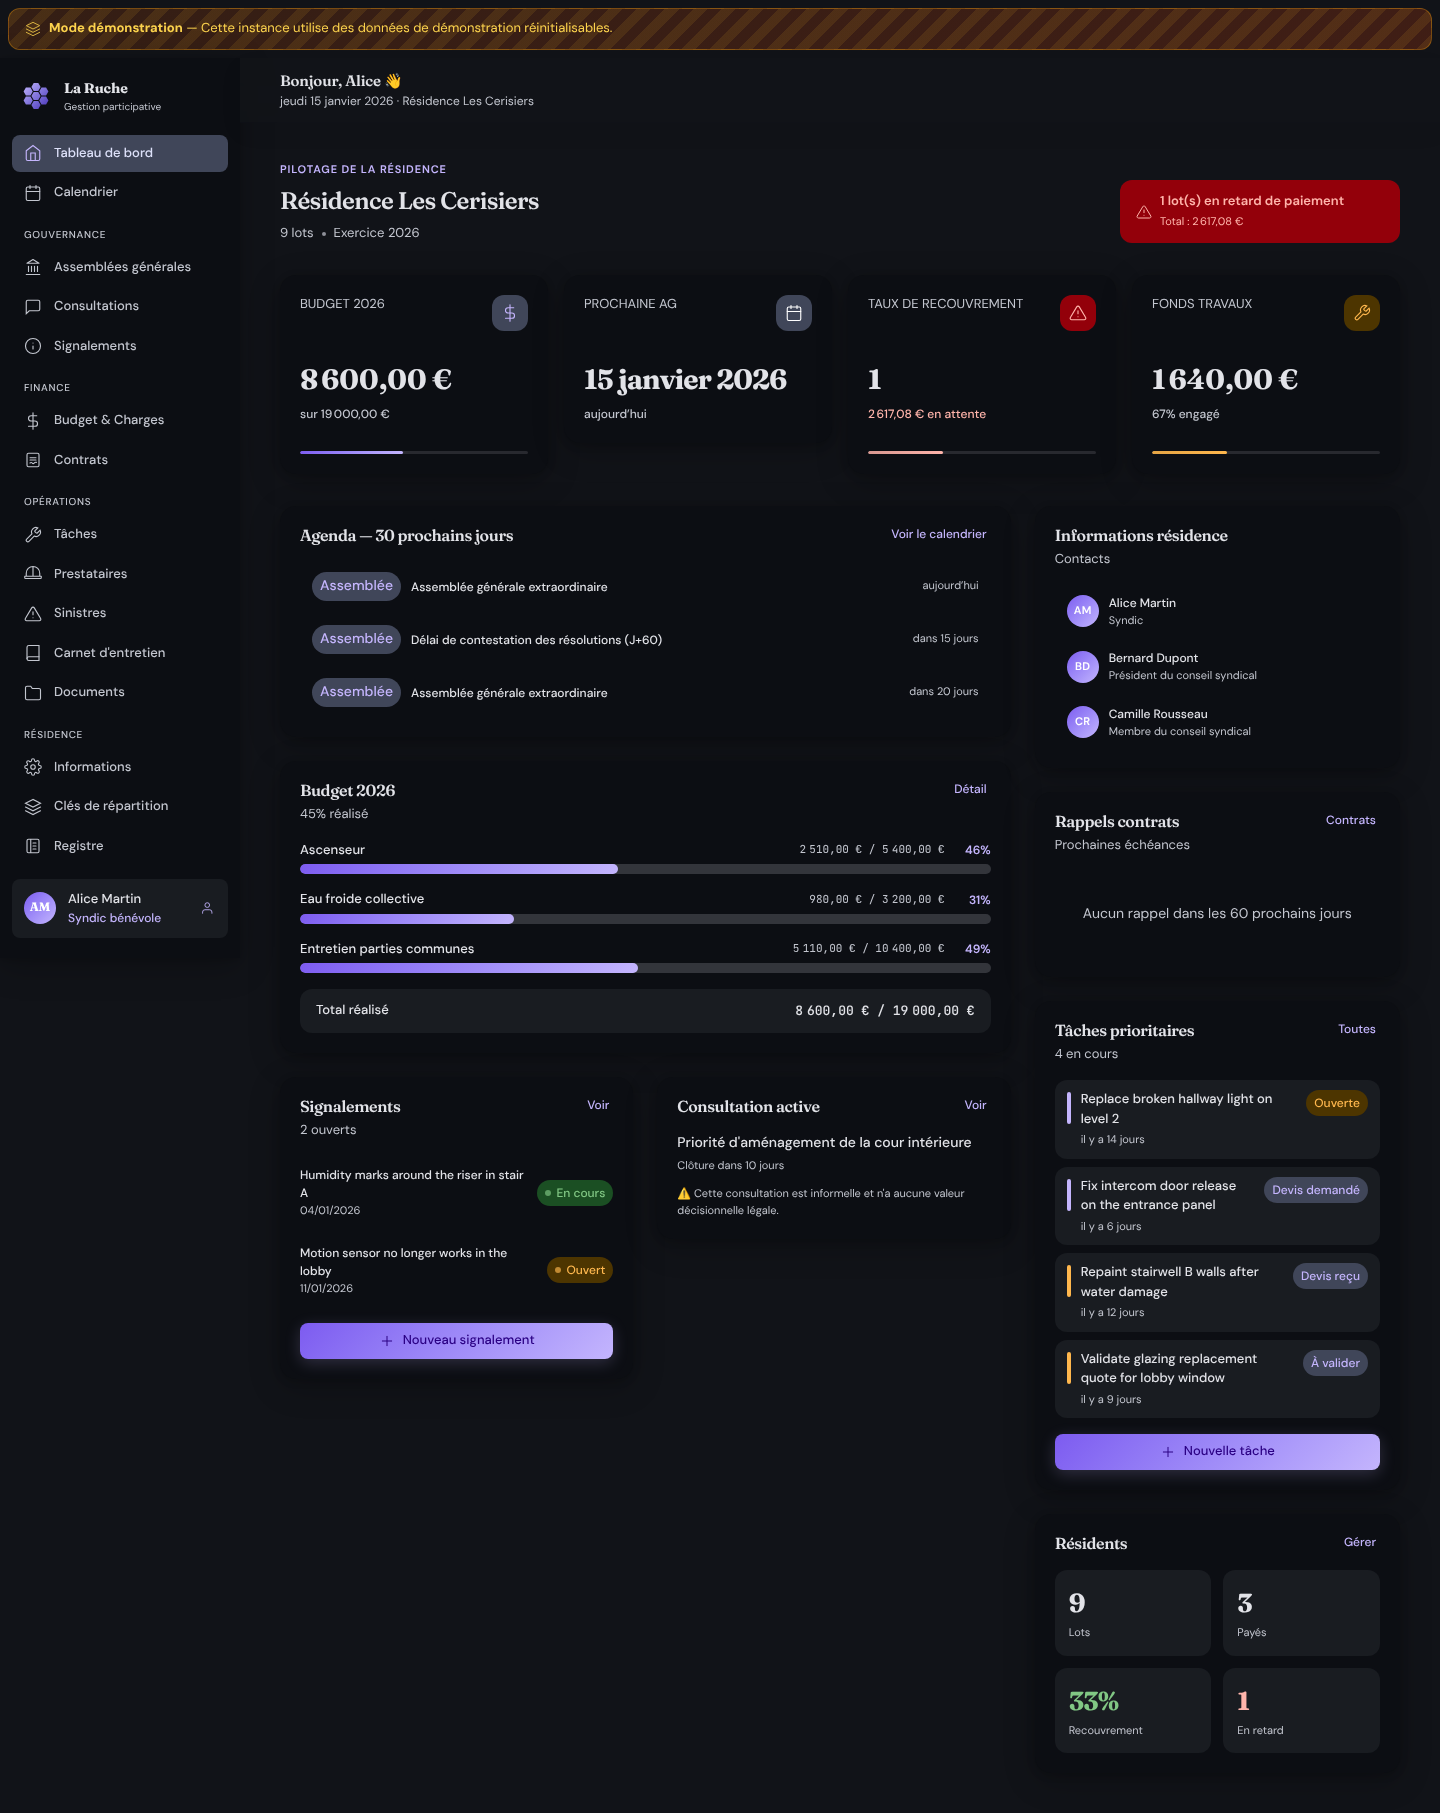 Mode démonstration — Cette instance utilise des données de démonstration réinitialisables.
La Ruche
Gestion participative
Tableau de bord
Calendrier
GOUVERNANCE
Assemblées générales
Consultations
Signalements
FINANCE
Budget & Charges
Contrats
OPÉRATIONS
Tâches
Prestataires
Sinistres
Carnet d'entretien
Documents
RÉSIDENCE
Informations
Clés de répartition
Registre
AM
Alice Martin
Syndic bénévole
Bonjour, Alice 👋
jeudi 15 janvier 2026 · Résidence Les Cerisiers
PILOTAGE DE LA RÉSIDENCE
Résidence Les Cerisiers
9 lots • Exercice 2026
1 lot(s) en retard de paiement
Total : 2 617,08 €
BUDGET 2026
8 600,00 €
sur 19 000,00 €
PROCHAINE AG
15 janvier 2026
aujourd'hui
TAUX DE RECOUVREMENT
1
2 617,08 € en attente
FONDS TRAVAUX
1 640,00 €
67% engagé
Agenda — 30 prochains jours
Voir le calendrier
Assemblée Assemblée générale extraordinaire aujourd'hui
Assemblée Délai de contestation des résolutions (J+60) dans 15 jours
Assemblée Assemblée générale extraordinaire dans 20 jours
Budget 2026
Détail
45% réalisé
Ascenseur 2 510,00 € / 5 400,00 € 46%
Eau froide collective 980,00 € / 3 200,00 € 31%
Entretien parties communes 5 110,00 € / 10 400,00 € 49%
Total réalisé 8 600,00 € / 19 000,00 €
Signalements
Voir
2 ouverts
Humidity marks around the riser in stair
A
04/01/2026
En cours
Motion sensor no longer works in the
lobby
11/01/2026
Ouvert
Nouveau signalement
Consultation active
Voir
Priorité d'aménagement de la cour intérieure
Clôture dans 10 jours
⚠️ Cette consultation est informelle et n'a aucune valeur
décisionnelle légale.
Informations résidence
Contacts
AM
Alice Martin
Syndic
BD
Bernard Dupont
Président du conseil syndical
CR
Camille Rousseau
Membre du conseil syndical
Rappels contrats
Contrats
Prochaines échéances
Aucun rappel dans les 60 prochains jours
Tâches prioritaires
Toutes
4 en cours
Replace broken hallway light on
level 2
il y a 14 jours
Ouverte
Fix intercom door release
on the entrance panel
il y a 6 jours
Devis demandé
Repaint stairwell B walls after
water damage
il y a 12 jours
Devis reçu
Validate glazing replacement
quote for lobby window
il y a 9 jours
À valider
Nouvelle tâche
Résidents
Gérer
9
Lots
3
Payés
33%
Recouvrement
1
En retard